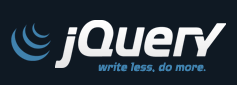 jQuery
write less, do more.